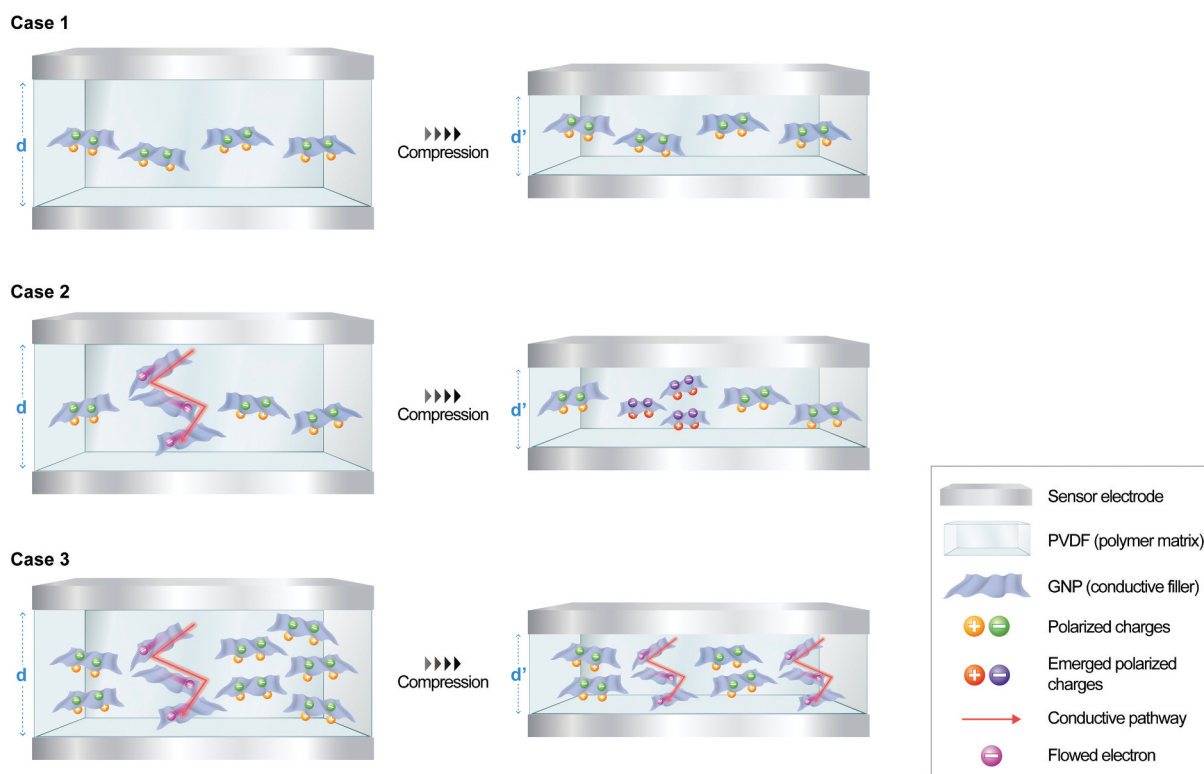 Case 1
d
Compression
d'
Case 2
d
Compression
d'
Case 3
d
Compression
d'
Sensor electrode
PVDF (polymer matrix)
GNP (conductive filler)
Polarized charges
Emerged polarized
charges
Conductive pathway
Flowed electron